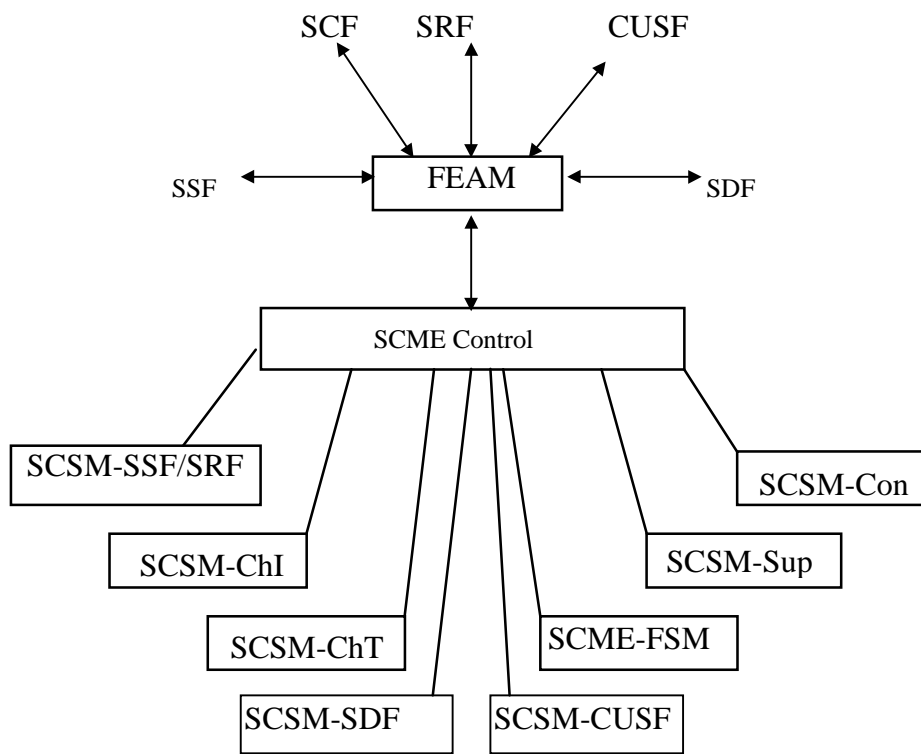 SCF
SRF
CUSF
SSF
FEAM
SDF
SCME Control
SCSM-SSF/SRF
SCSM-Con
SCSM-ChI
SCSM-Sup
SCSM-ChT
SCME-FSM
SCSM-SDF
SCSM-CUSF